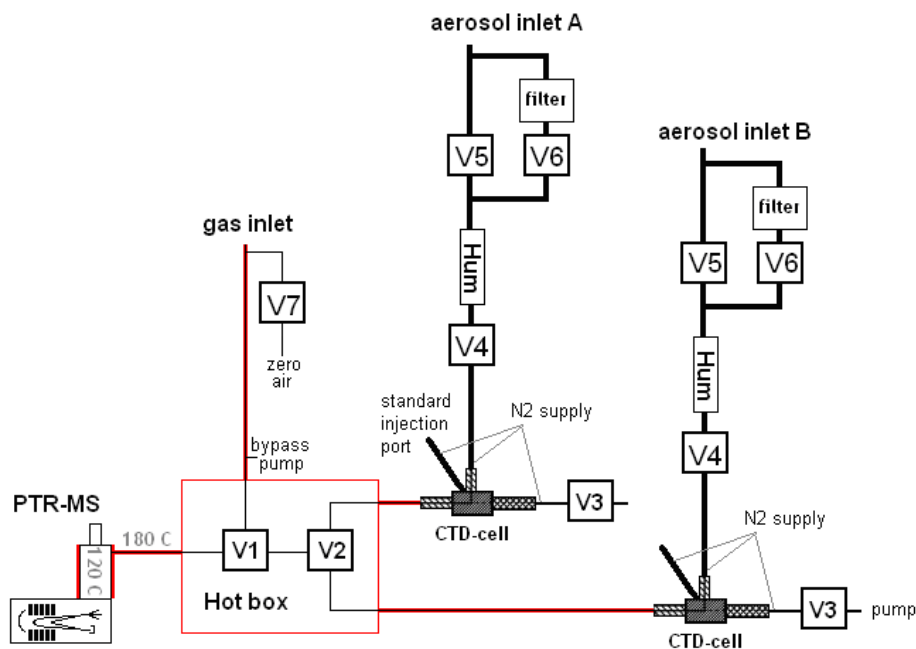 aerosol inlet A
filter
V5
V6
aerosol inlet B
filter
gas inlet
Hum
V5
V6
V7
V4
zero
air
Hum
standard
injection
port
N2 supply
V4
bypass
pump
PTR-MS
180 C
V3
N2 supply
CTD-cell
V1
V2
120 C
Hot box
V3
pump
CTD-cell